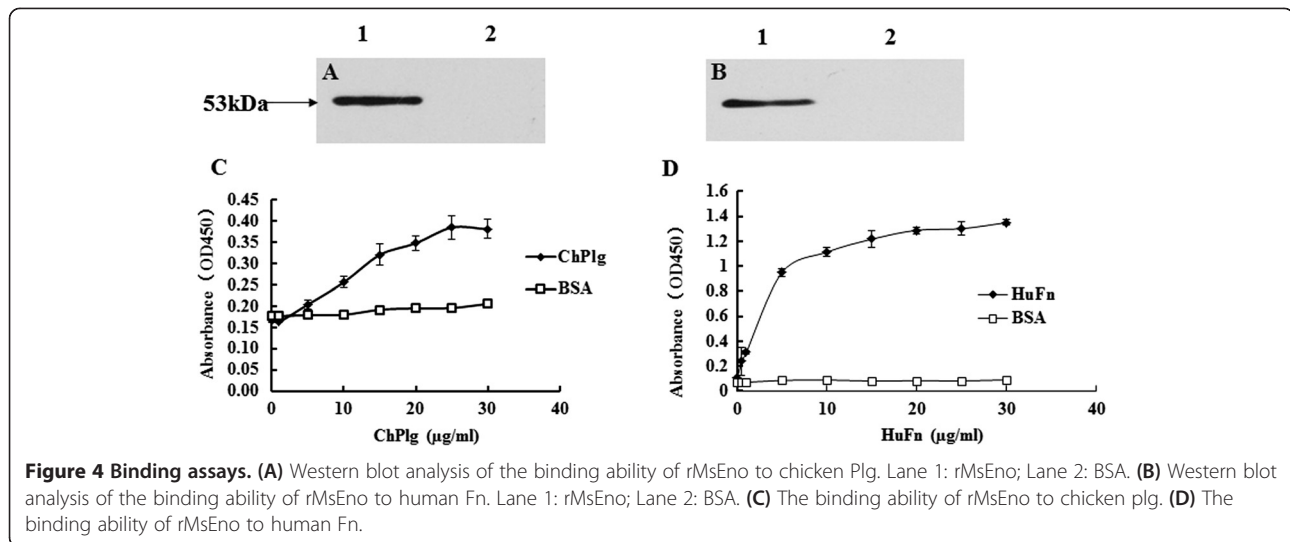 1 2
A
53kDa
1 2
B
C
Absorbance (OD450)
0.45
0.40
0.35
0.30
0.25
0.20
0.15
0.10
0.05
0.00
0 10 20 30 40
ChPlg (μg/ml)
ChPlg
BSA
D
Absorbance (OD450)
1.6
1.4
1.2
1
0.8
0.6
0.4
0.2
0
0 10 20 30 40
HuFn (μg/ml)
HuFn
BSA
Figure 4 Binding assays. (A) Western blot analysis of the binding ability of rMsEno to chicken Plg. Lane 1: rMsEno; Lane 2: BSA. (B) Western blot
analysis of the binding ability of rMsEno to human Fn. Lane 1: rMsEno; Lane 2: BSA. (C) The binding ability of rMsEno to chicken plg. (D) The
binding ability of rMsEno to human Fn.